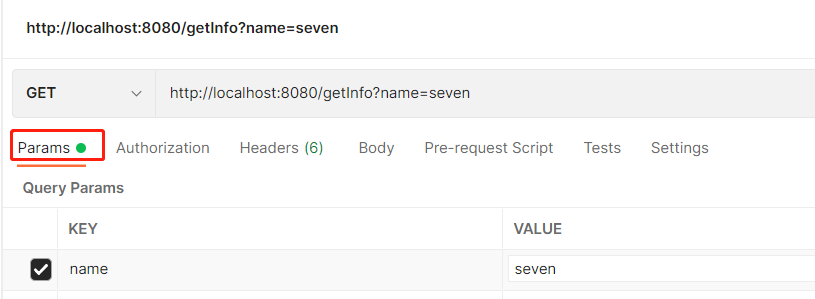 http://localhost:8080/getInfo?name=seven
GET http://localhost:8080/getInfo?name=seven
Params Authorization Headers (6) Body Pre-request Script Tests Settings
Query Params
KEY VALUE
name seven